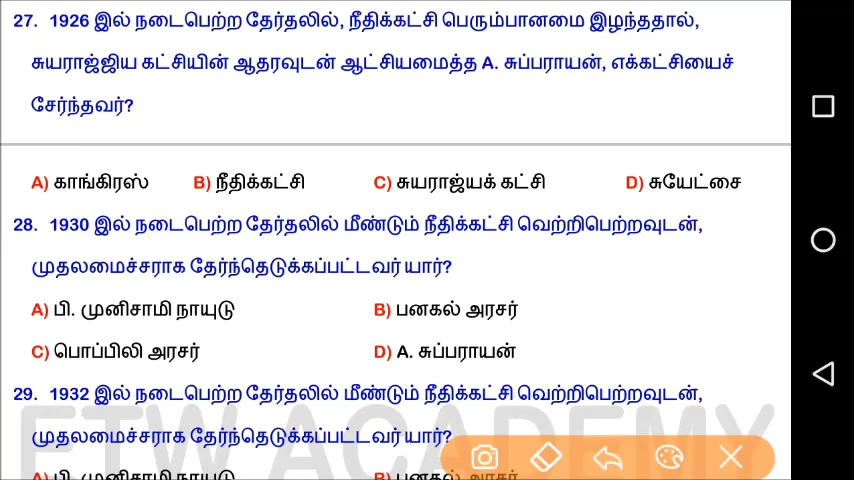 27. 1926 இல் நடைபெற்ற தேர்தலில், நீதிக்கட்சி பெரும்பானமை இழந்ததால்,
சுயராஜ்ஜிய கட்சியின் ஆதரவுடன் ஆட்சியமைத்த A. சுப்பராயன், எக்கட்சியைச்
சேர்ந்தவர்?
A) காங்கிரஸ் B) நீதிக்கட்சி C) சுயராஜ்யக் கட்சி D) சுயேட்சை
28. 1930 இல் நடைபெற்ற தேர்தலில் மீண்டும் நீதிக்கட்சி வெற்றிபெற்றவுடன்,
முதலமைச்சராக தேர்ந்தெடுக்கப்பட்டவர் யார்?
A) பி. முனிசாமி நாயுடு B) பனகல் அரசர்
C) பொப்பிலி அரசர் D) A. சுப்பராயன்
29. 1932 இல் நடைபெற்ற தேர்தலில் மீண்டும் நீதிக்கட்சி வெற்றிபெற்றவுடன்,
முதலமைச்சராக தேர்ந்தெடுக்கப்பட்டவர் யார்?
A) பி. முனிசாமி நாயுடு B) பனகல் அரசர்
FTW ACADEMY